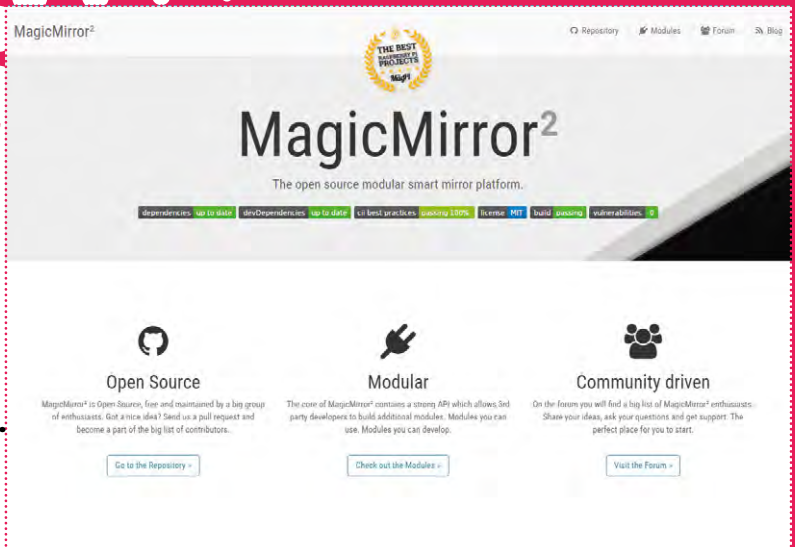 MagicMirror²
Repository Modules Forum Blog
THE BEST
RASPBERRY PI
PROJECTS
MagPi
MagicMirror²
The open source modular smart mirror platform.
dependencies up to date devDependencies up to date cii best practices passing 100% license MIT build passing vulnerabilities 0
Open Source
MagicMirror² is Open Source, free and maintained by a big group
of enthusiasts. Got a nice idea? Send us a pull request and
become a part of the big list of contributors.
Go to the Repository »
Modular
The core of MagicMirror² contains a strong API which allows 3rd
party developers to build additional modules. Modules you can
use. Modules you can develop.
Check out the Modules »
Community driven
On the forum you will find a big list of MagicMirror² enthusiasts.
Share your ideas, ask your questions and get support. The
perfect place for you to start.
Visit the Forum »